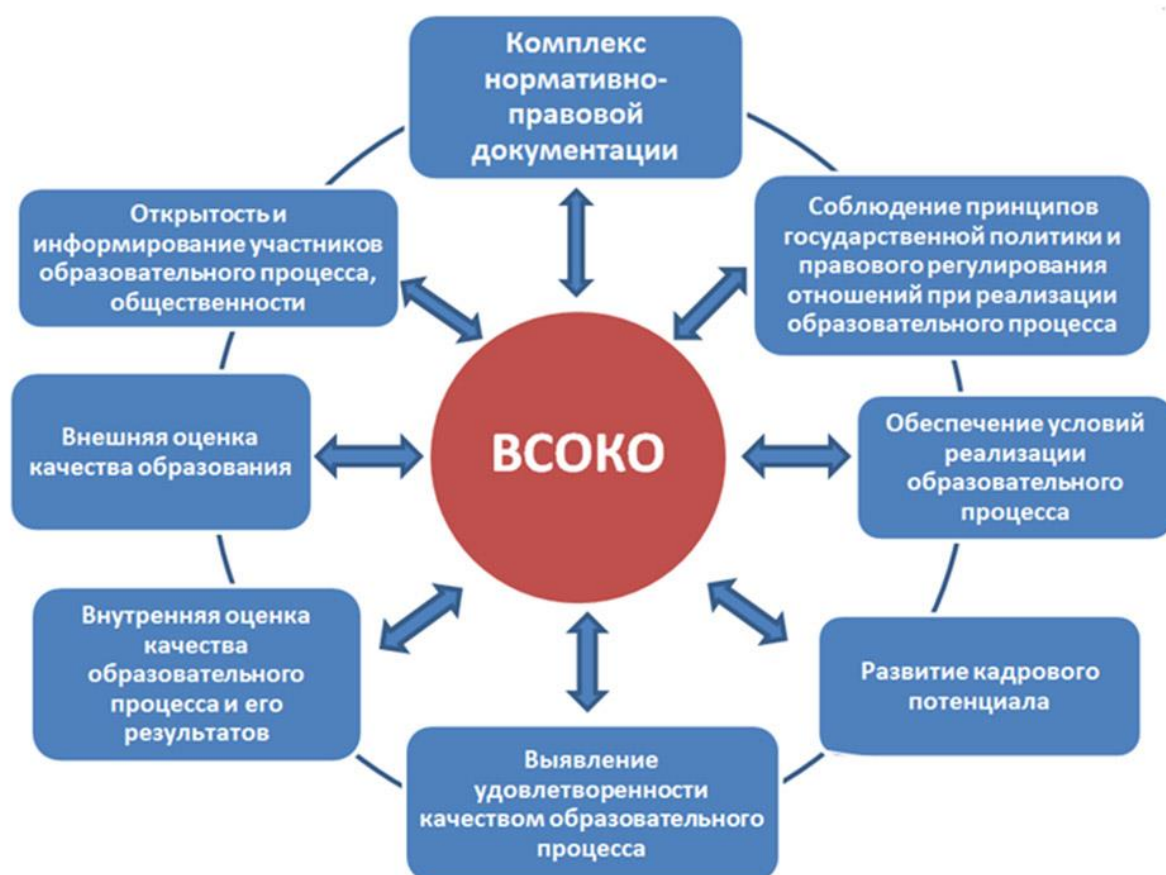 Комплекс
нормативно-
правовой
документации
Соблюдение принципов
государственной политики и
правового регулирования
отношений при реализации
образовательного процесса
Обеспечение условий
реализации
образовательного
процесса
Развитие кадрового
потенциала
Выявление
удовлетворенности
качеством образовательного
процесса
Внутренняя оценка
качества
образовательного
процесса и его
результатов
Внешняя оценка
качества образования
Открытость и
информирование участников
образовательного процесса,
общественности
ВСОКО